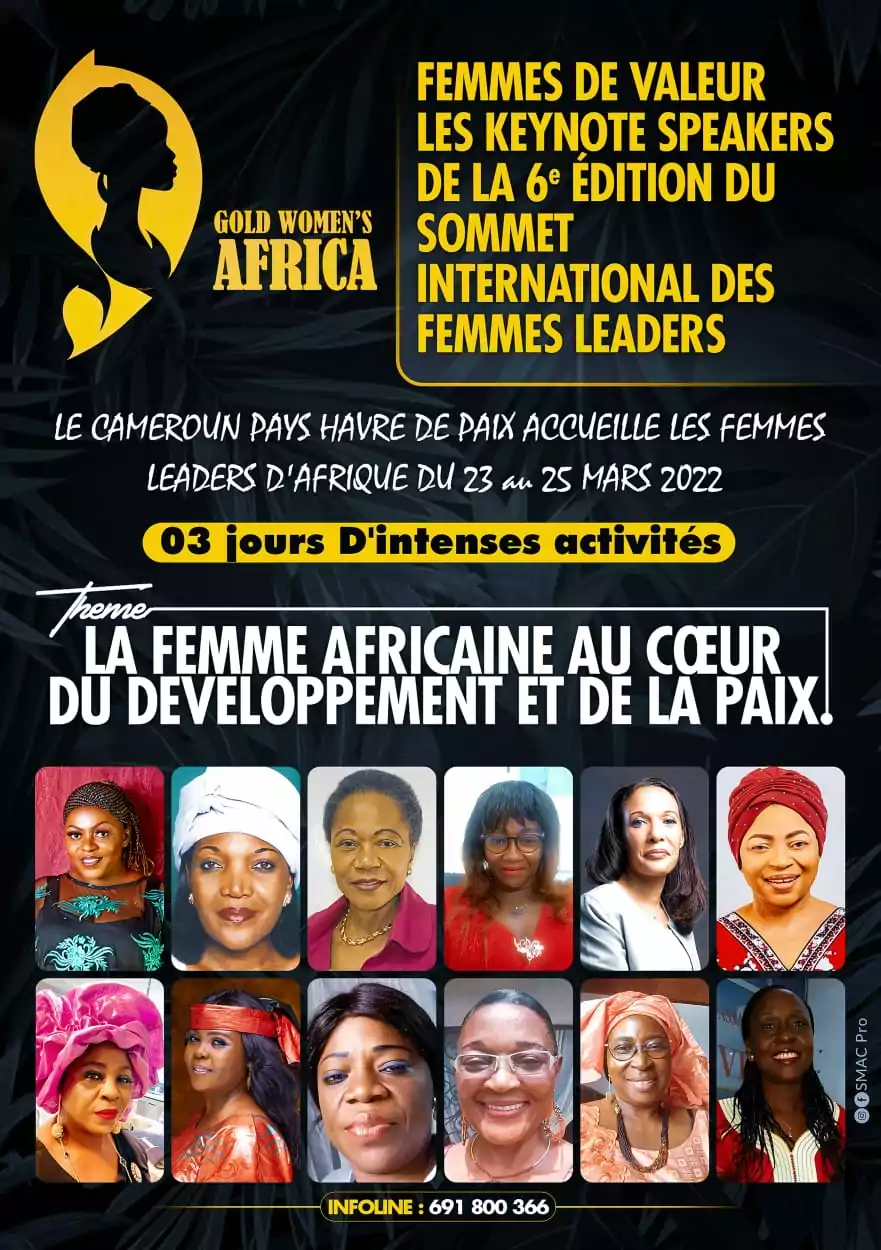 GOLD WOMEN'S
AFRICA
FEMMES DE VALEUR
LES KEYNOTE SPEAKERS
DE LA 6e ÉDITION DU
SOMMET
INTERNATIONAL DES
FEMMES LEADERS
LE CAMEROUN PAYS HAVRE DE PAIX ACCUEILLE LES FEMMES
LEADERS D'AFRIQUE DU 23 au 25 MARS 2022
03 jours D'intenses activités
Theme
LA FEMME AFRICAINE AU CŒUR
DU DEVELOPPEMENT ET DE LA PAIX.
SMAC Pro
INFOLINE : 691 800 366